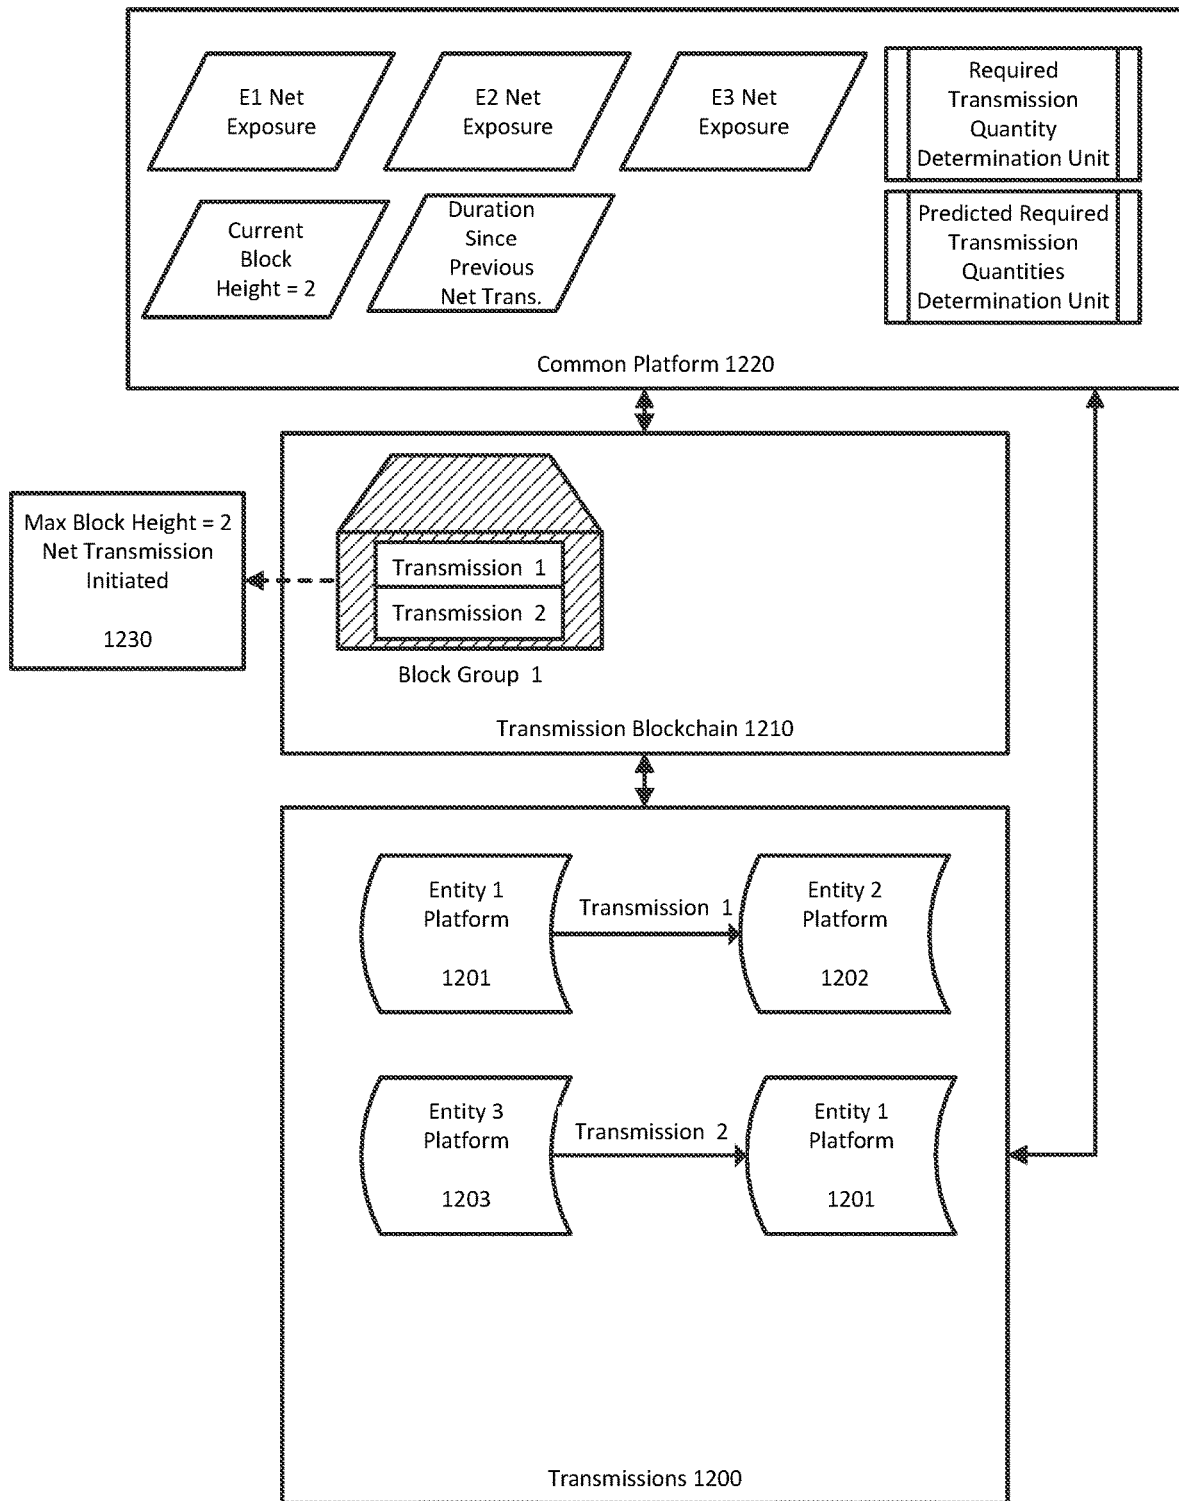 E1 Net
Exposure
E2 Net
Exposure
E3 Net
Exposure
Required
Transmission
Quantity
Determination Unit
Current
Block
Height = 2
Duration
Since
Previous
Net Trans.
Predicted Required
Transmission
Quantities
Determination Unit
Common Platform 1220
Max Block Height = 2
Net Transmission
Initiated
1230
Transmission 1
Transmission 2
Block Group 1
Transmission Blockchain 1210
Entity 1
Platform
1201
Transmission 1
Entity 2
Platform
1202
Entity 3
Platform
1203
Transmission 2
Entity 1
Platform
1201
Transmissions 1200